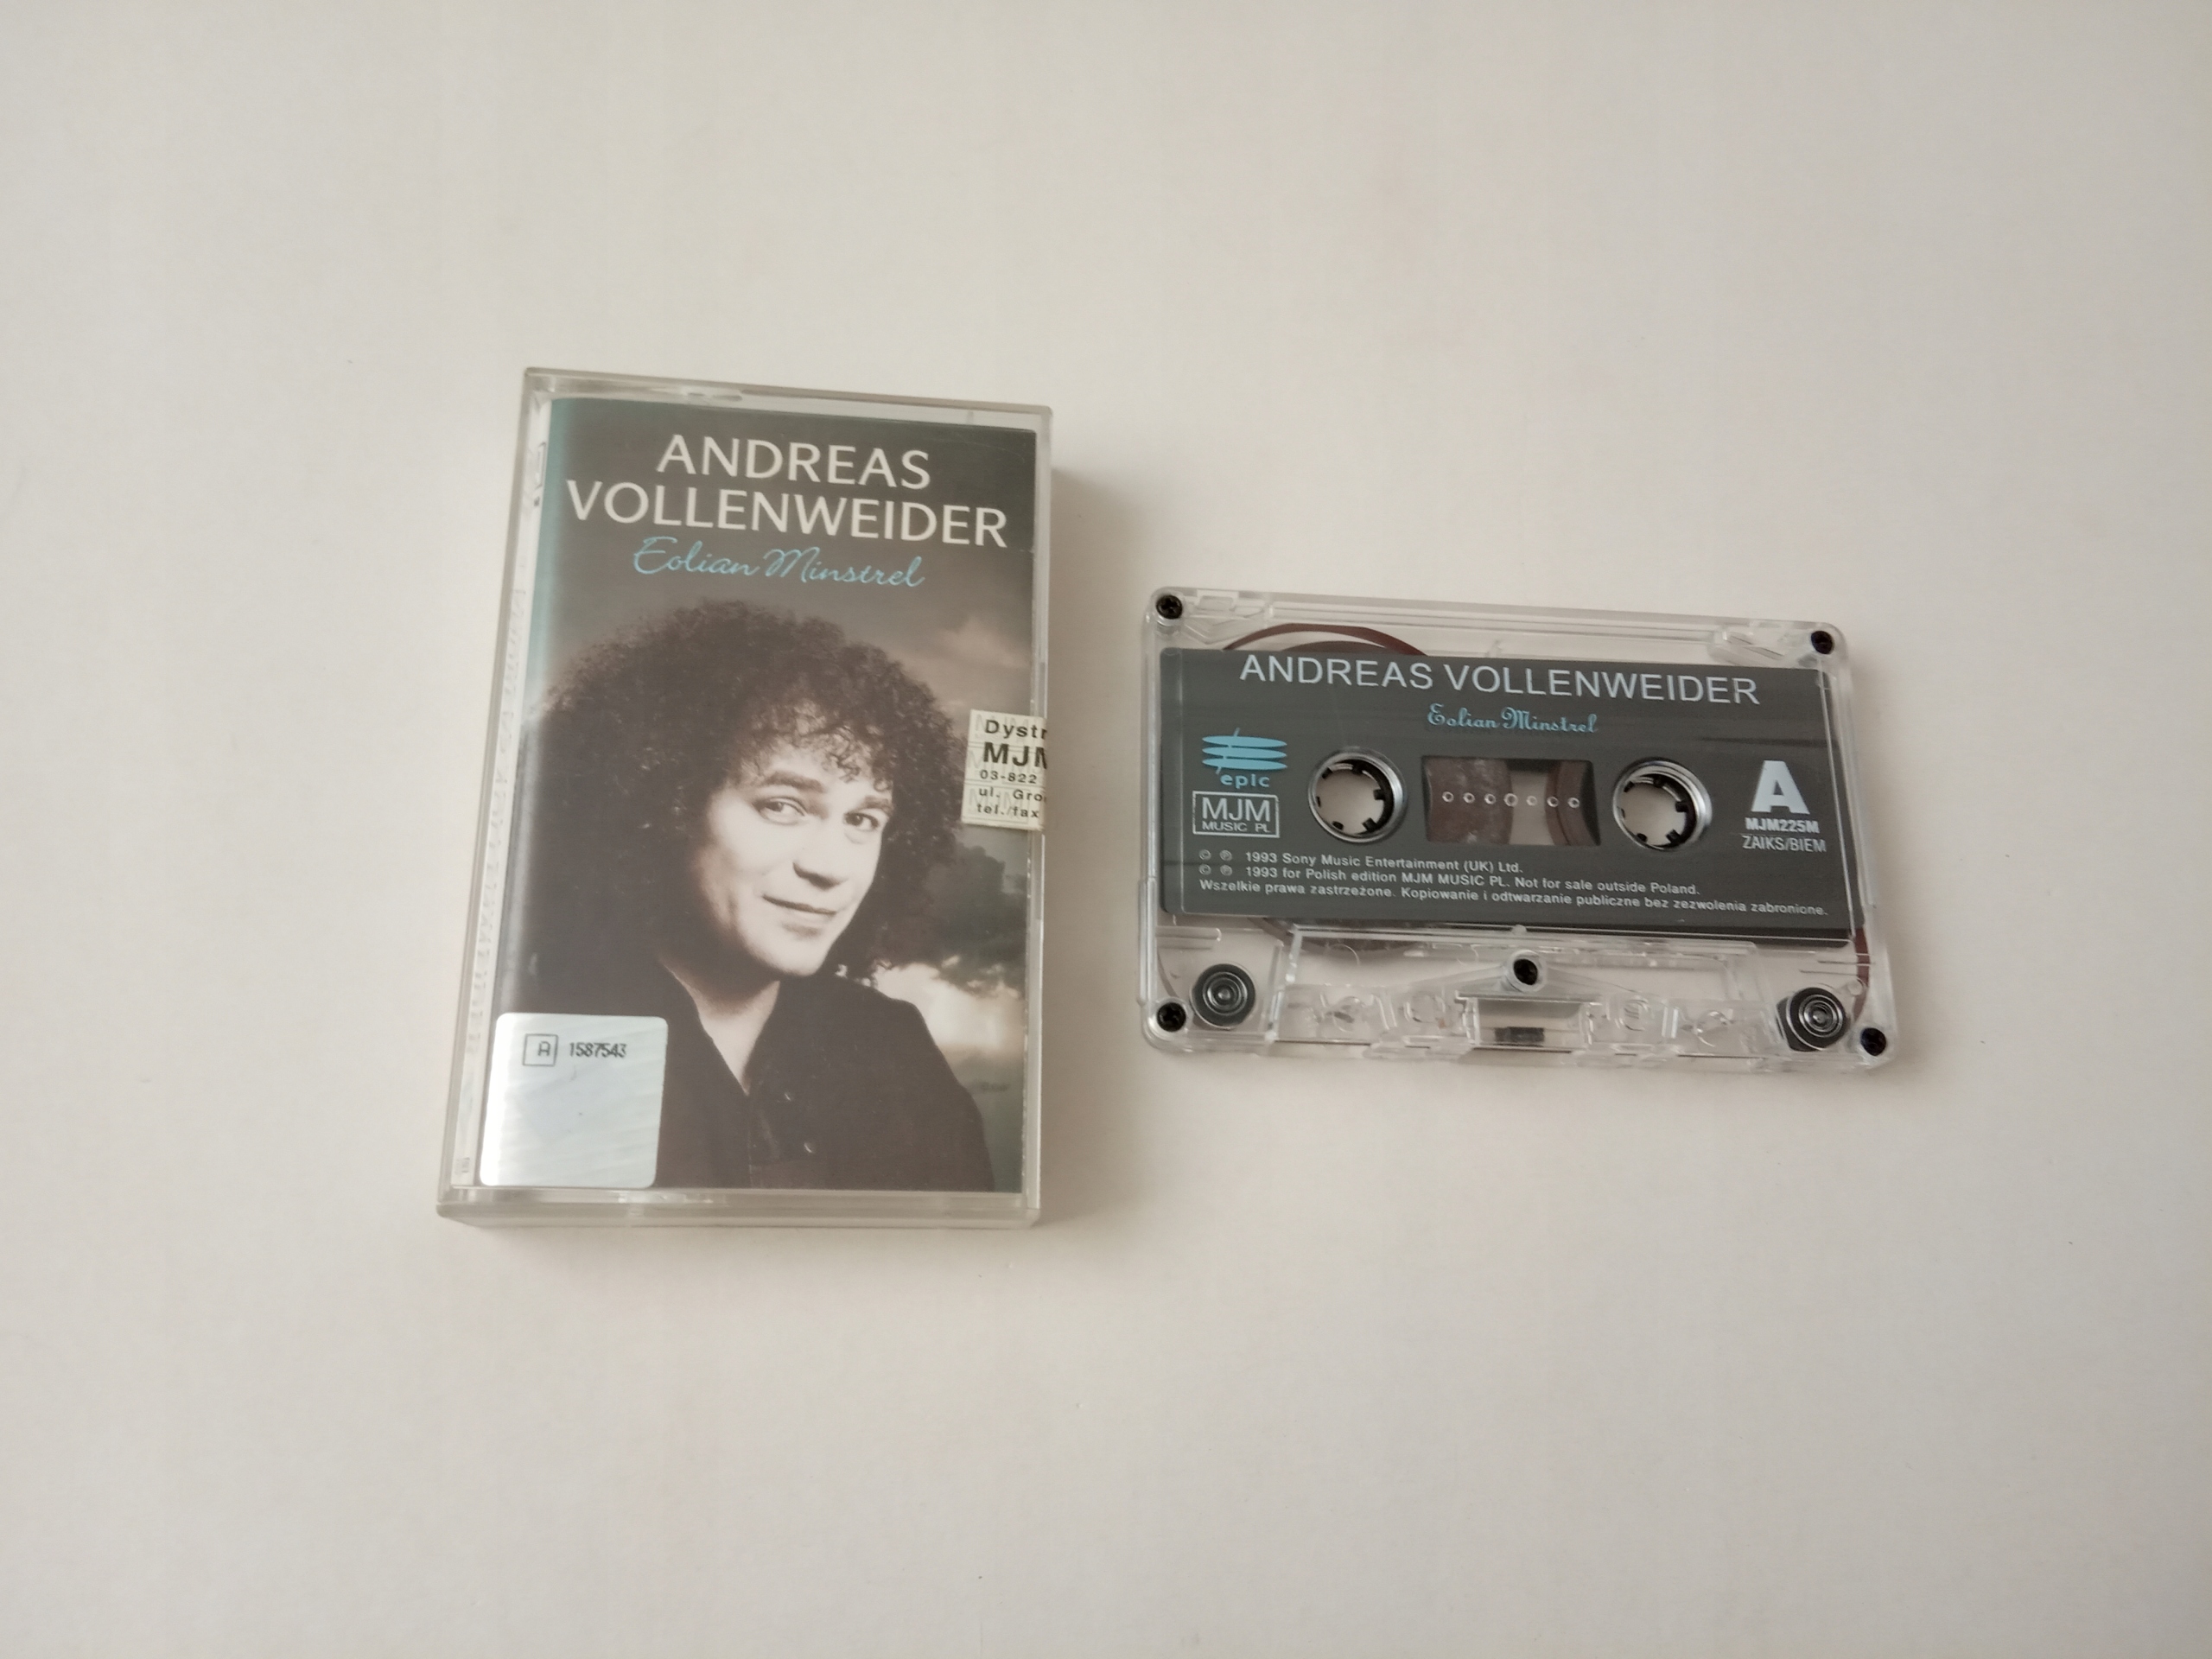 ANDREAS
VOLLENWEIDER
Eolian Minstrel
Dystr
MJM
03-822
ul. Gro
tel./fax
A 1587543
ANDREAS VOLLENWEIDER
Eolian Minstrel
epic
MJM
MUSIC PL
A
MJM225M
ZAIKS/BIEM
© ℗ 1993 Sony Music Entertainment (UK) Ltd.
© ℗ 1993 for Polish edition MJM MUSIC PL. Not for sale outside Poland.
Wszelkie prawa zastrzeżone. Kopiowanie i odtwarzanie publiczne bez zezwolenia zabronione.